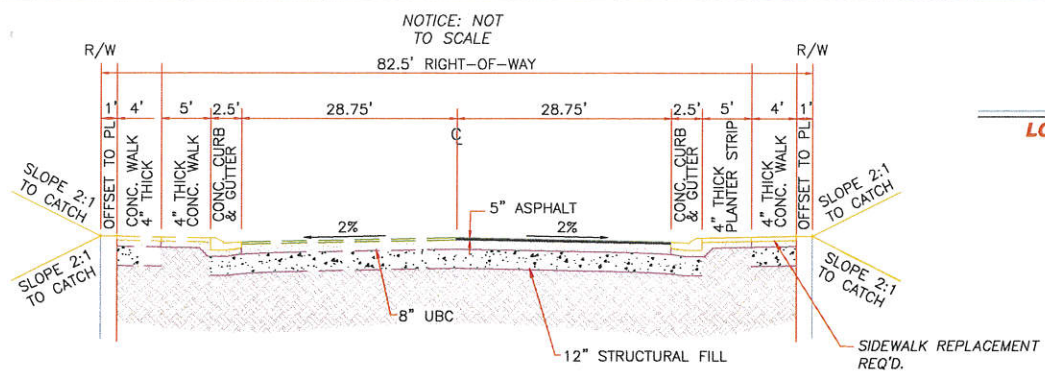 NOTICE: NOT
TO SCALE
R/W
R/W
82.5' RIGHT-OF-WAY
1'
4'
5'
2.5'
28.75'
28.75'
2.5'
5'
4'
1'
OFFSET TO PL
CONC. WALK
4" THICK
4" THICK
CONC. WALK
CONC. CURB
& GUTTER
℄
CONC. CURB
& GUTTER
4" THICK
PLANTER STRIP
4" THICK
CONC. WALK
OFFSET TO PL
LO
SLOPE 2:1
TO CATCH
SLOPE 2:1
TO CATCH
5" ASPHALT
2%
2%
SLOPE 2:1
TO CATCH
SLOPE 2:1
TO CATCH
8" UBC
12" STRUCTURAL FILL
SIDEWALK REPLACEMENT
REQ'D.